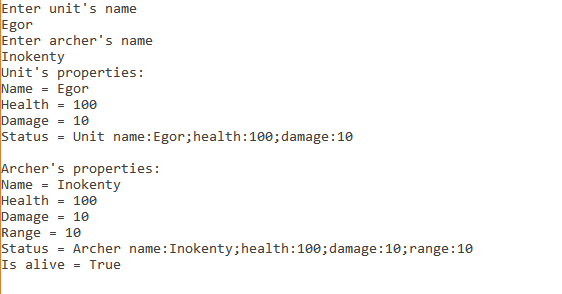 Enter unit's name
Egor
Enter archer's name
Inokenty
Unit's properties:
Name = Egor
Health = 100
Damage = 10
Status = Unit name:Egor;health:100;damage:10
Archer's properties:
Name = Inokenty
Health = 100
Damage = 10
Range = 10
Status = Archer name:Inokenty;health:100;damage:10;range:10
Is alive = True